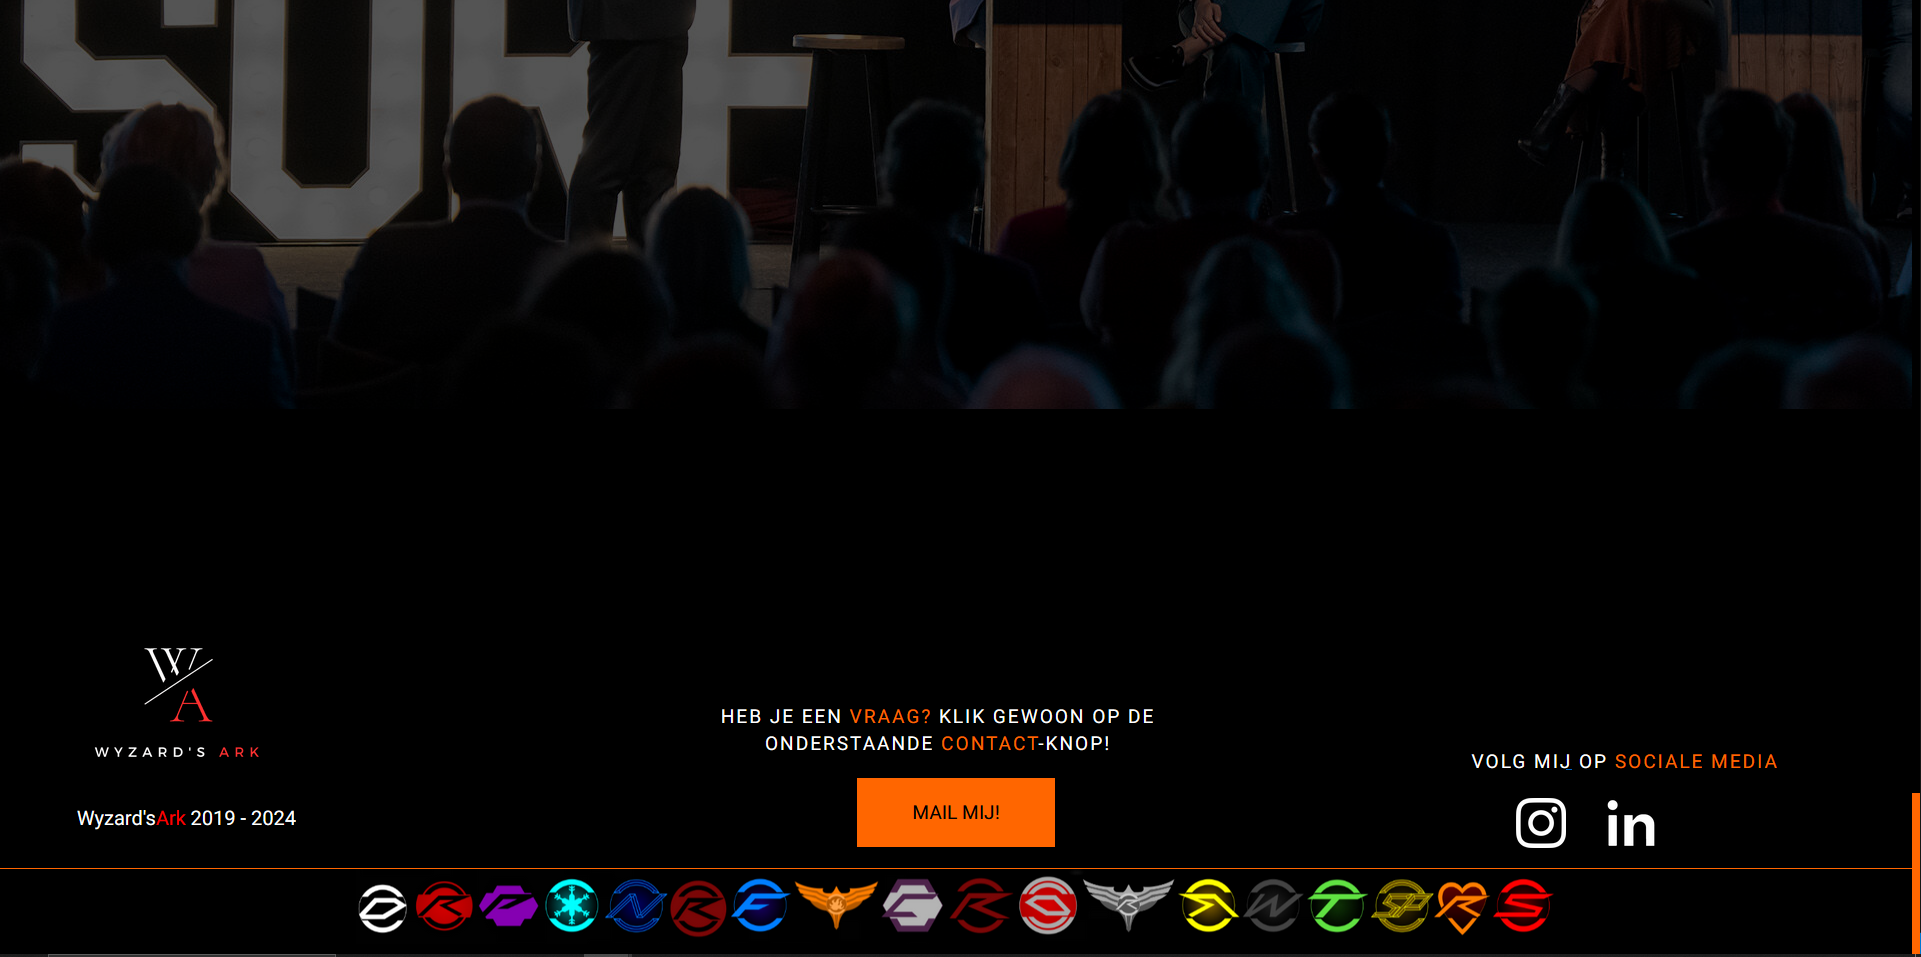 W
A
WYZARD'S ARK
Wyzard'sArk 2019 - 2024
HEB JE EEN VRAAG? KLIK GEWOON OP DE
ONDERSTAANDE CONTACT-KNOP!
MAIL MIJ!
VOLG MIJ OP SOCIALE MEDIA
in